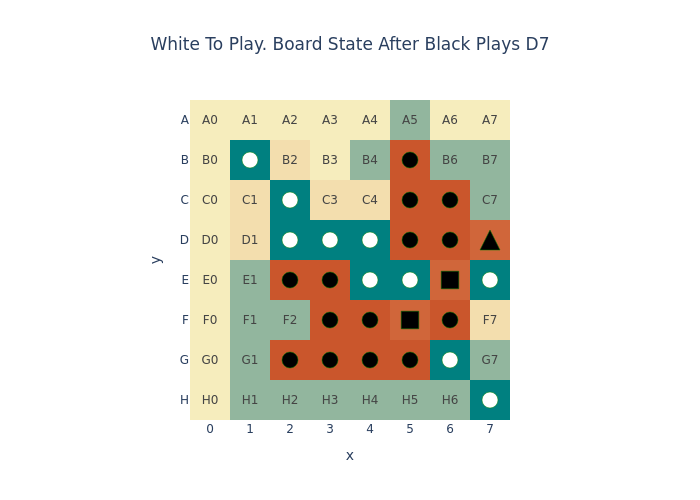 White To Play. Board State After Black Plays D7
A A0 A1 A2 A3 A4 A5 A6 A7
B B0 B2 B3 B4 B6 B7
C C0 C1 C3 C4 C7
D D0 D1
E E0 E1
F F0 F1 F2 F7
G G0 G1 G7
H H0 H1 H2 H3 H4 H5 H6
0 1 2 3 4 5 6 7
x
y